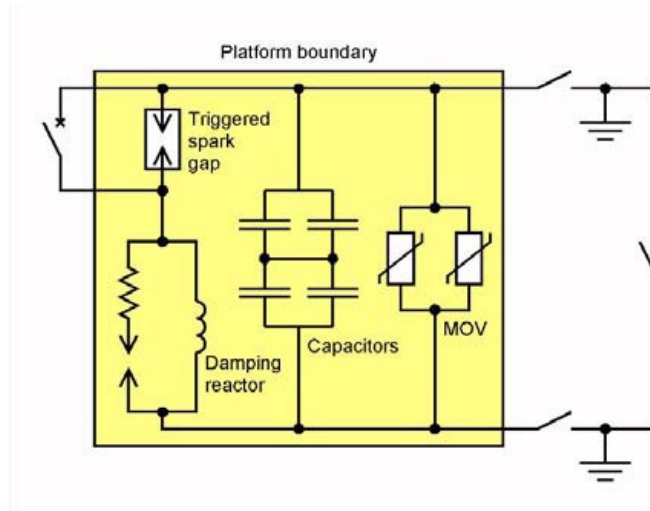 Platform boundary
Triggered
spark
gap
Capacitors
MOV
Damping
reactor